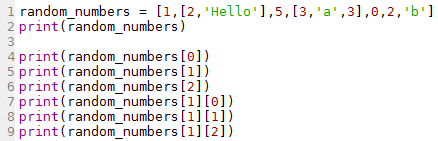 1 random_numbers = [1,[2,'Hello'],5,[3,'a',3],0,2,'b']
2 print(random_numbers)
3
4 print(random_numbers[0])
5 print(random_numbers[1])
6 print(random_numbers[2])
7 print(random_numbers[1][0])
8 print(random_numbers[1][1])
9 print(random_numbers[1][2])